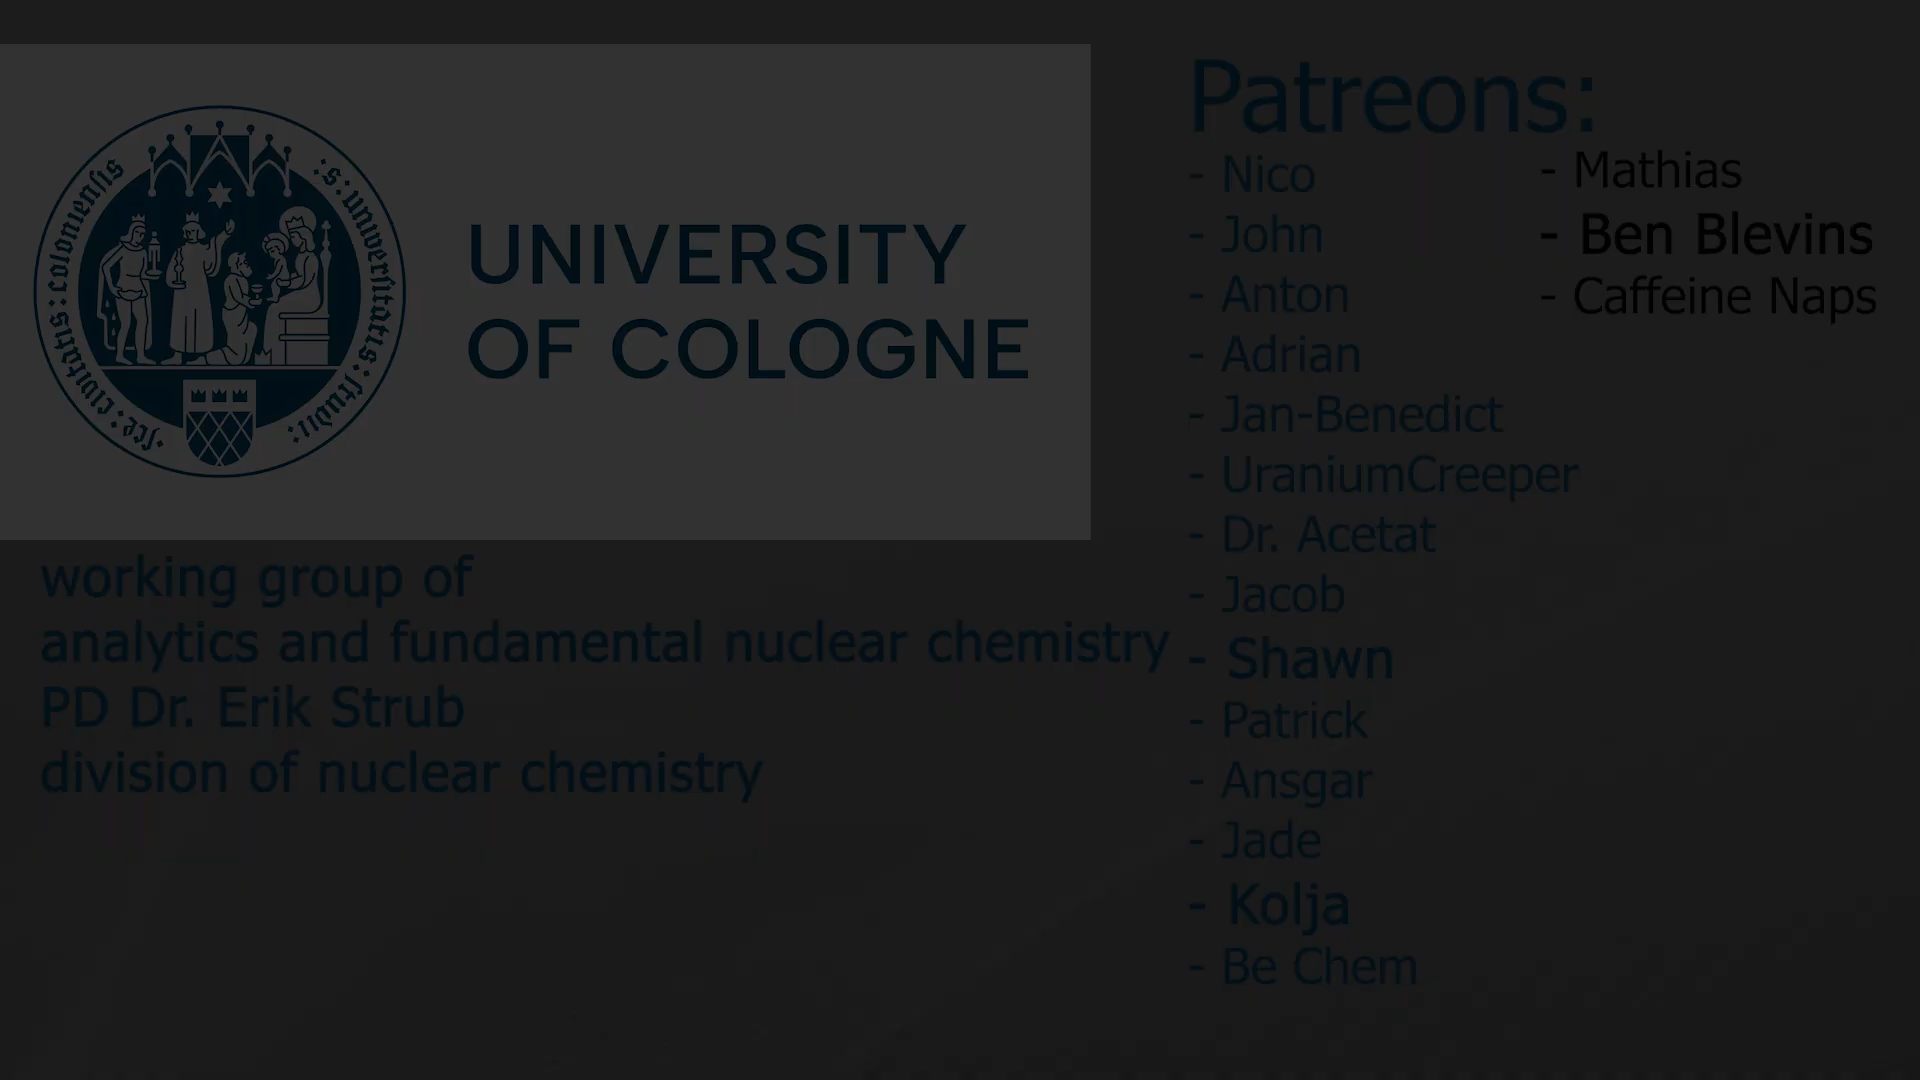 UNIVERSITY
OF COLOGNE
working group of
analytics and fundamental nuclear chemistry
PD Dr. Erik Strub
division of nuclear chemistry
Patreons:
- Nico
- John
- Anton
- Adrian
- Jan-Benedict
- UraniumCreeper
- Dr. Acetat
- Jacob
- Shawn
- Patrick
- Ansgar
- Jade
- Kolja
- Be Chem
- Mathias
- Ben Blevins
- Caffeine Naps